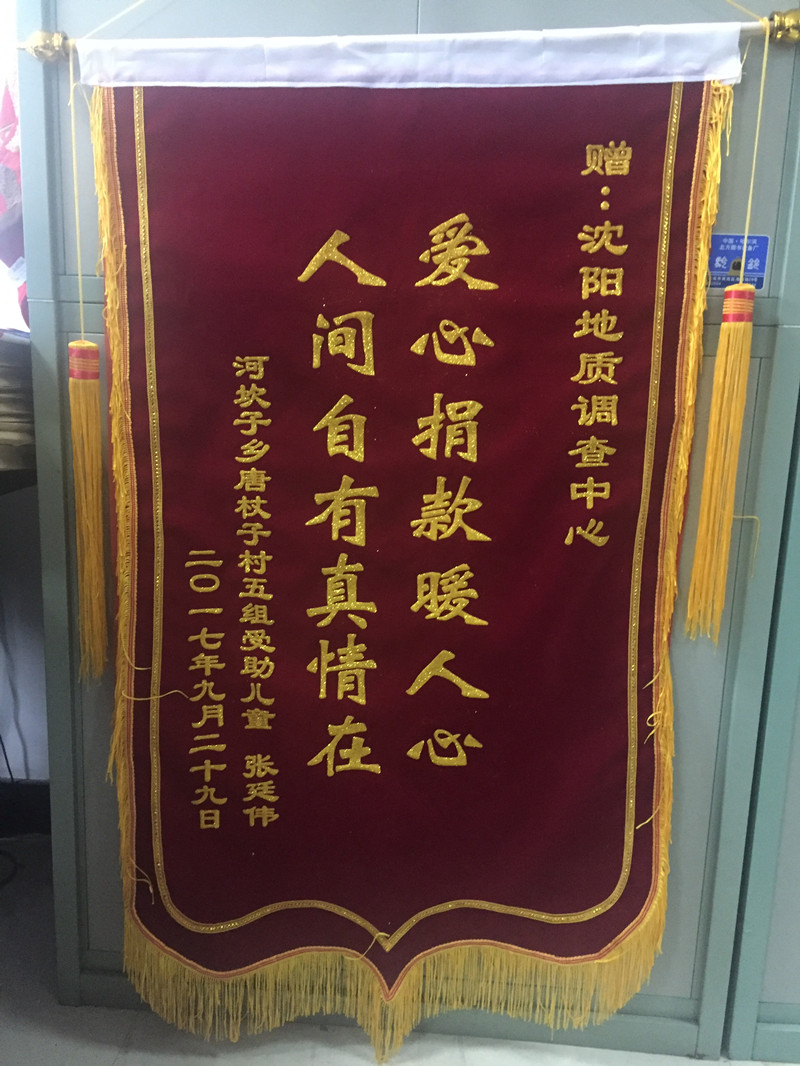 赠：沈阳地质调查中心
爱心捐款暖人心
人间自有真情在
河坎子乡唐杖子村五组受助儿童 张廷伟
二〇一七年九月二十九日